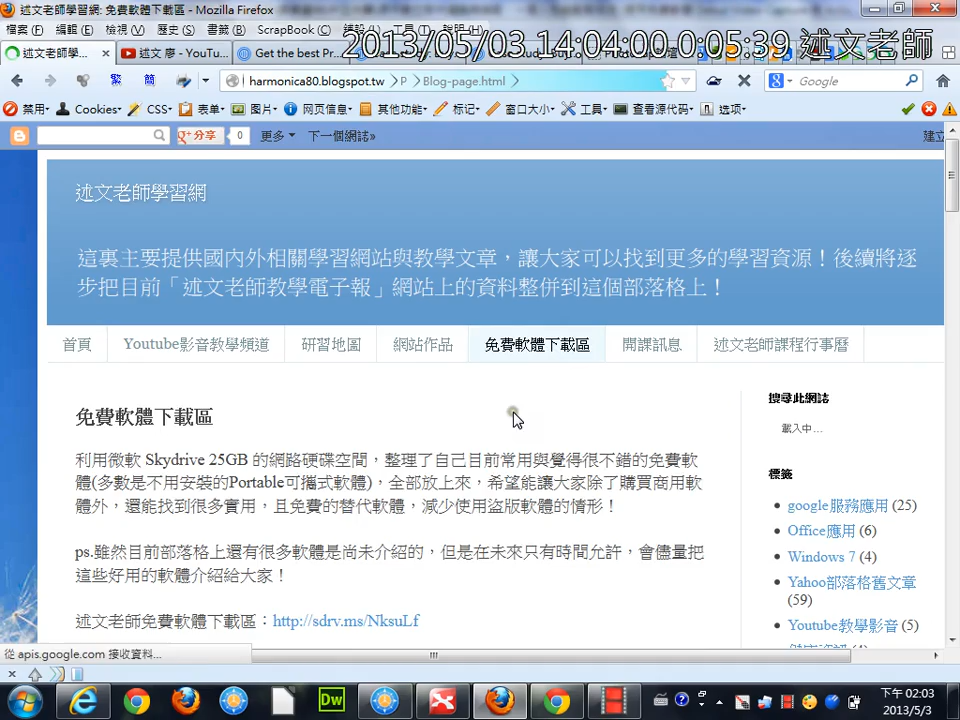 述文老師學習網: 免費軟體下載區 - Mozilla Firefox
檔案(F) 編輯(E) 檢視(V) 歷史(S) 書籤(B) ScrapBook(C) 工具(T)
2013/05/03 14:04:00 0:05:39 述文老師
述文老師學... 述文 廖 - YouTu... Get the best Pr...
繁 簡 harmonica80.blogspot.tw › P › Blog-page.html › Google
禁用 Cookies CSS 表单 图片 网页信息 其他功能 标记 窗口大小 工具 查看源代码 选项
分享 0 更多 下一個網誌» 建立
述文老師學習網
這裏主要提供國內外相關學習網站與教學文章，讓大家可以找到更多的學習資源！後續將逐
步把目前「述文老師教學電子報」網站上的資料整併到這個部落格上！
首頁 Youtube影音教學頻道 研習地圖 網站作品 免費軟體下載區 開課訊息 述文老師課程行事曆
免費軟體下載區
利用微軟 Skydrive 25GB 的網路硬碟空間，整理了自己目前常用與覺得很不錯的免費軟
體(多數是不用安裝的Portable可攜式軟體)，全部放上來，希望能讓大家除了購買商用軟
體外，還能找到很多實用，且免費的替代軟體，減少使用盜版軟體的情形！
ps.雖然目前部落格上還有很多軟體是尚未介紹的，但是在未來只有時間允許，會儘量把
這些好用的軟體介紹給大家！
述文老師免費軟體下載區：http://sdrv.ms/NksuLf
搜尋此網誌
載入中...
標籤
google服務應用 (25)
Office應用 (6)
Windows 7 (4)
Yahoo部落格舊文章
(59)
Youtube教學影音 (5)
從 apis.google.com 接收資料...
Dw
下午 02:03
2013/5/3